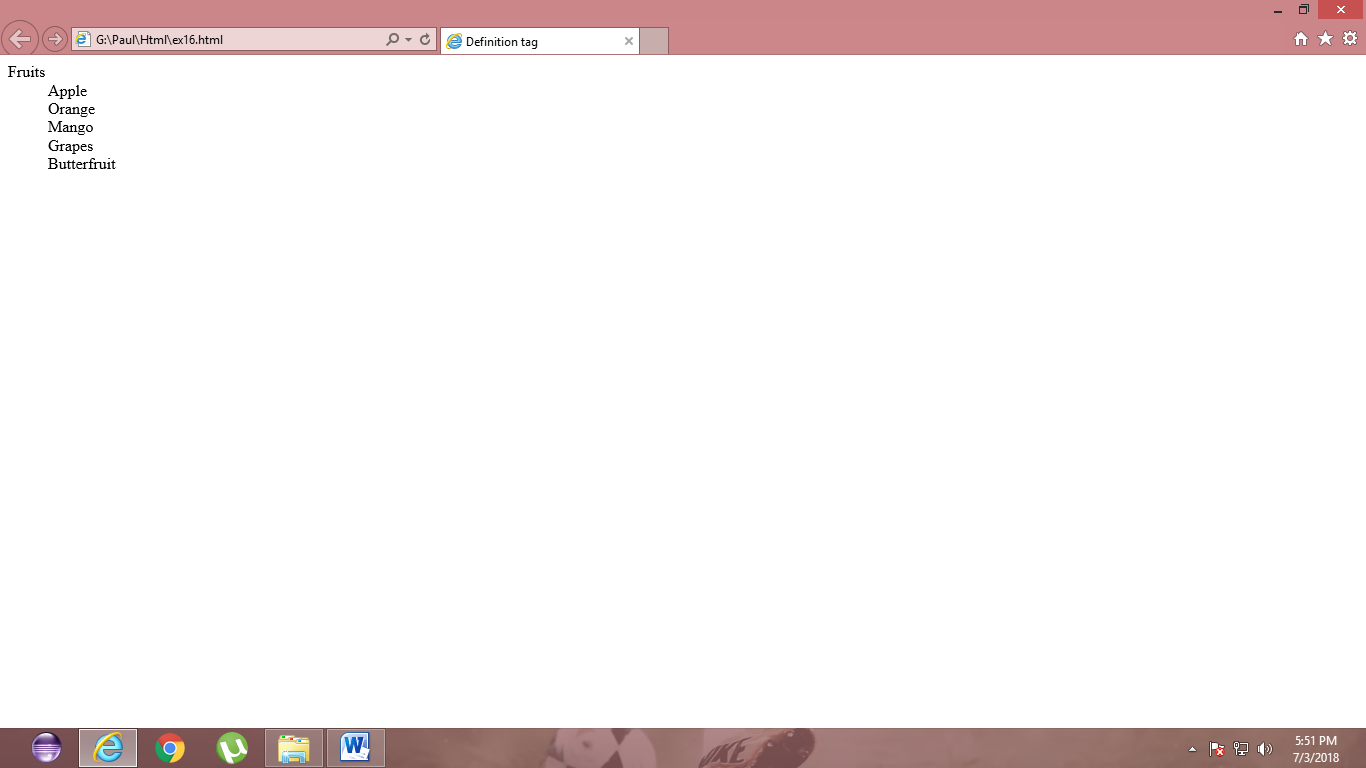 G:\Paul\Html\ex16.html
Definition tag
Fruits
Apple
Orange
Mango
Grapes
Butterfruit
5:51 PM
7/3/2018